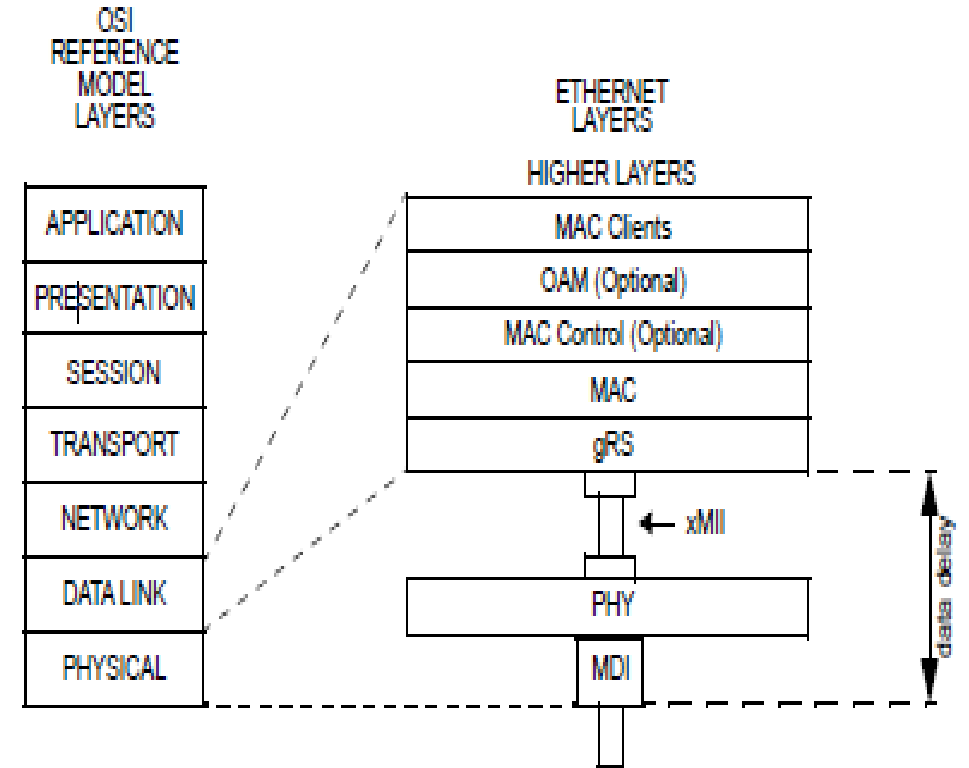 OSI
REFERENCE
MODEL
LAYERS
ETHERNET
LAYERS
HIGHER LAYERS
APPLICATION
PRESENTATION
SESSION
TRANSPORT
NETWORK
DATA LINK
PHYSICAL
MAC Clients
OAM (Optional)
MAC Control (Optional)
MAC
gRS
xMII
PHY
MDI
data delay